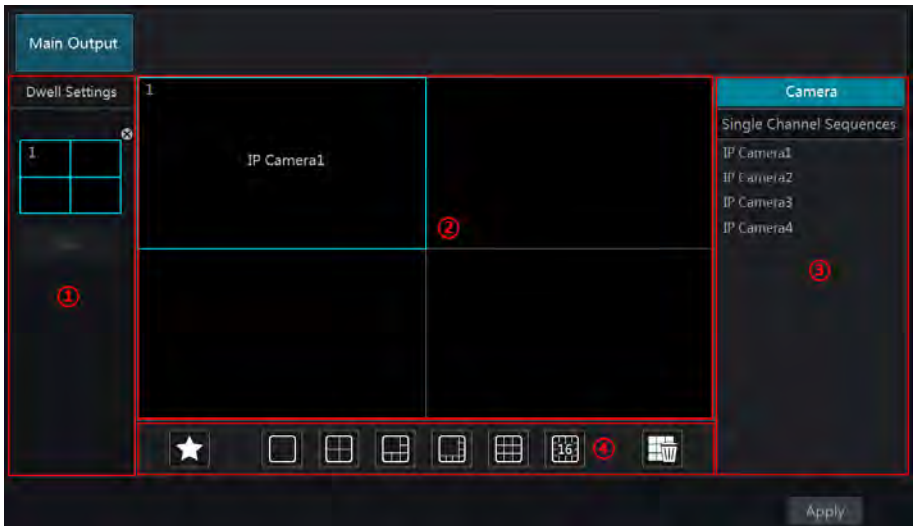 Main Output
Dwell Settings
1
1
IP Camera1
②
①
Camera
Single Channel Sequences
IP Camera1
IP Camera2
IP Camera3
IP Camera4
③
16
④
Apply